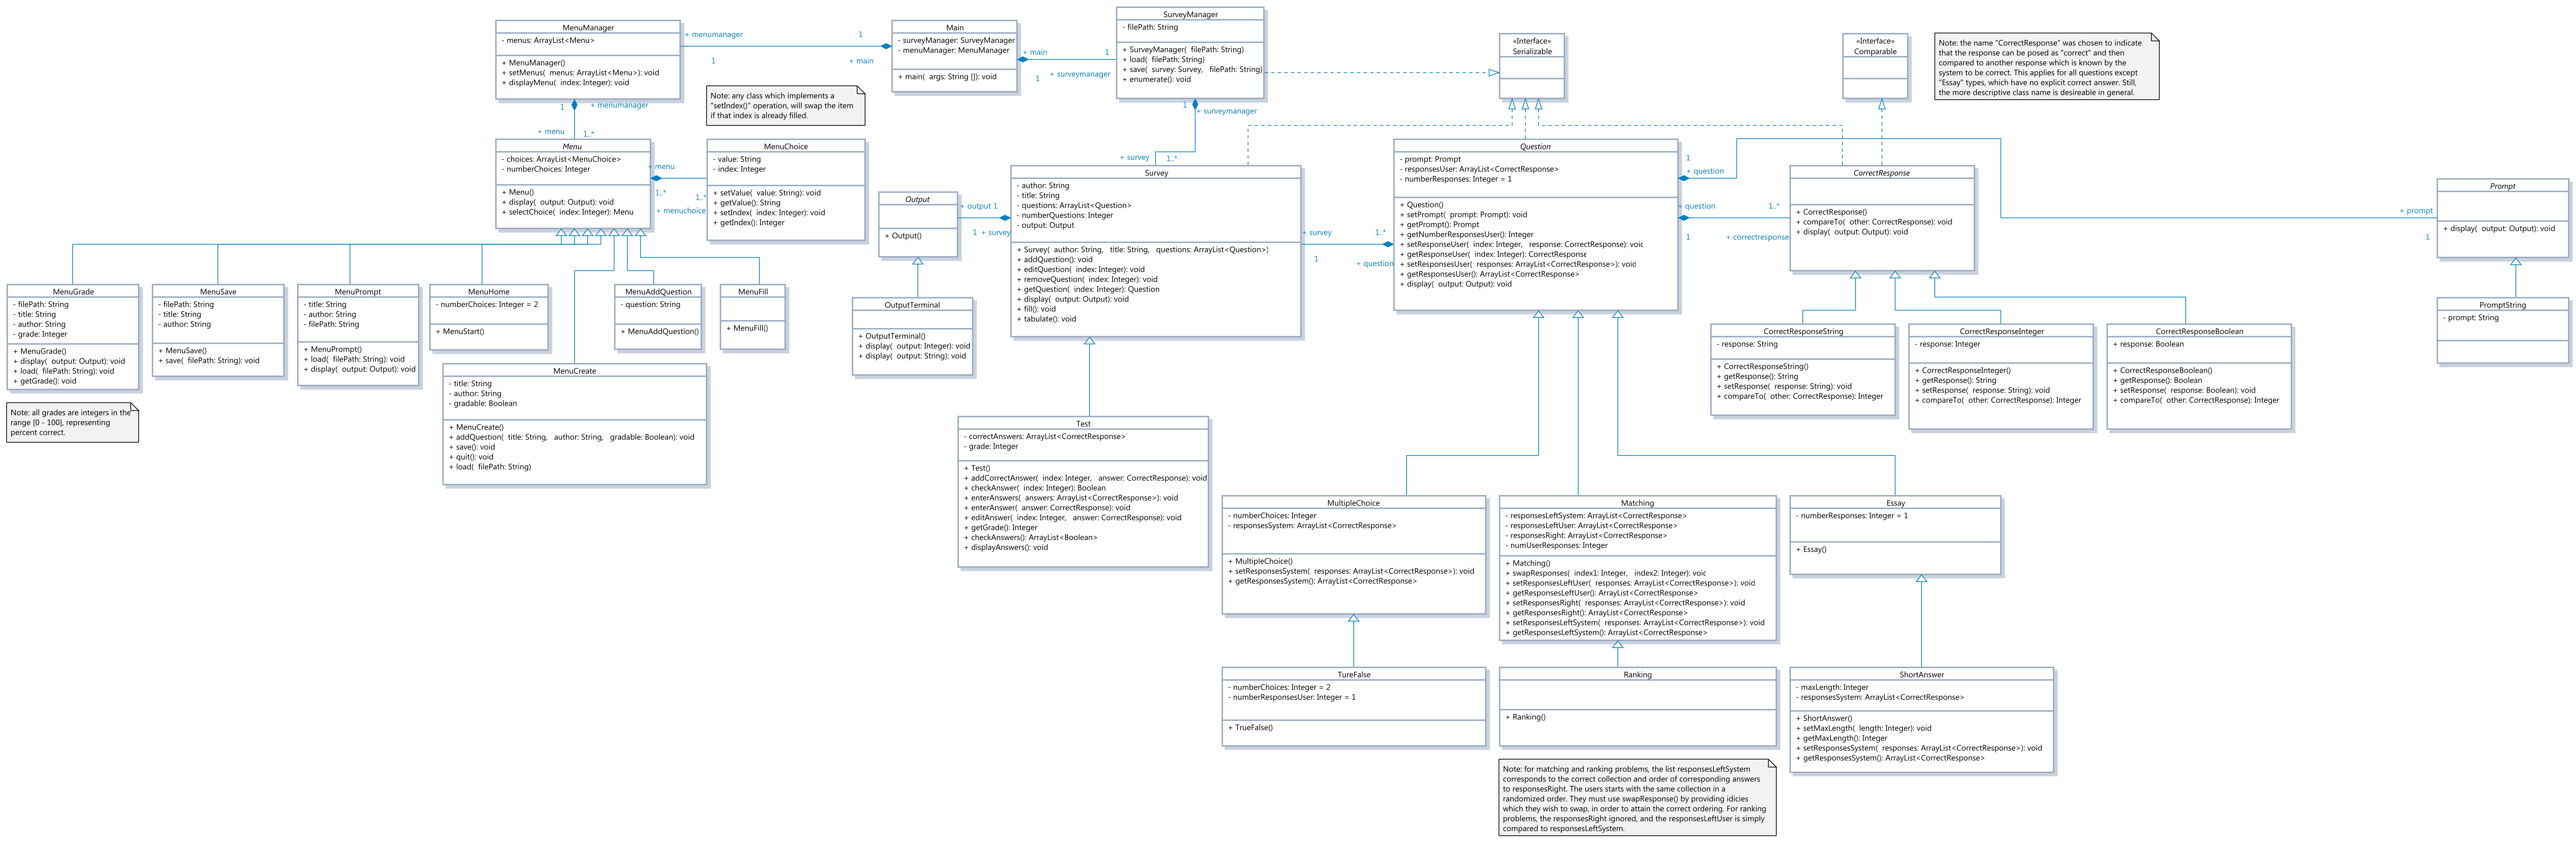 MenuManager
- menus: ArrayList<Menu>
+ MenuManager()
+ setMenus(  menus: ArrayList<Menu>): void
+ displayMenu(  index: Integer): void
+ menumanager
1
1
+ main
Main
- surveyManager: SurveyManager
- menuManager: MenuManager
+ main(  args: String []): void
+ main
1
1
+ surveymanager
SurveyManager
- filePath: String
+ SurveyManager(  filePath: String)
+ load(  filePath: String)
+ save(  survey: Survey,   filePath: String)
+ enumerate(): void
«Interface»
Serializable
«Interface»
Comparable
Note: the name "CorrectResponse" was chosen to indicate
that the response can be posed as "correct" and then
compared to another response which is known by the
system to be correct. This applies for all questions except
"Essay" types, which have no explicit correct answer. Still,
the more descriptive class name is desireable in general.
Note: any class which implements a
"setIndex()" operation, will swap the item
if that index is already filled.
1
+ menumanager
+ menu
1..*
1
+ surveymanager
+ survey
1..*
Menu
- choices: ArrayList<MenuChoice>
- numberChoices: Integer
+ Menu()
+ display(  output: Output): void
+ selectChoice(  index: Integer): Menu
+ menu
1..*
1..*
+ menuchoice
MenuChoice
- value: String
- index: Integer
+ setValue(  value: String): void
+ getValue(): String
+ setIndex(  index: Integer): void
+ getIndex(): Integer
Output
+ Output()
+ output 1
1  + survey
Survey
- author: String
- title: String
- questions: ArrayList<Question>
- numberQuestions: Integer
- output: Output
+ Survey(  author: String,   title: String,   questions: ArrayList<Question>)
+ addQuestion(): void
+ editQuestion(  index: Integer): void
+ removeQuestion(  index: Integer): void
+ getQuestion(  index: Integer): Question
+ display(  output: Output): void
+ fill(): void
+ tabulate(): void
+ survey
1..*
1
+ question
Question
- prompt: Prompt
- responsesUser: ArrayList<CorrectResponse>
- numberResponses: Integer = 1
+ Question()
+ setPrompt(  prompt: Prompt): void
+ getPrompt(): Prompt
+ getNumberResponsesUser(): Integer
+ setResponseUser(  index: Integer,   response: CorrectResponse): void
+ getResponseUser(  index: Integer): CorrectResponse
+ setResponseUser(  responses: ArrayList<CorrectResponse>): void
+ getResponsesUser(): ArrayList<CorrectResponse>
+ display(  output: Output): void
1
+ question
+ question
1..*
1
+ correctresponse
CorrectResponse
+ CorrectResponse()
+ compareTo(  other: CorrectResponse): void
+ display(  output: Output): void
+ prompt
1
Prompt
+ display(  output: Output): void
MenuGrade
- filePath: String
- title: String
- author: String
- grade: Integer
+ MenuGrade()
+ display(  output: Output): void
+ load(  filePath: String): void
+ getGrade(): void
MenuSave
- filePath: String
- title: String
- author: String
+ MenuSave()
+ save(  filePath: String): void
MenuPrompt
- title: String
- author: String
- filePath: String
+ MenuPrompt()
+ load(  filePath: String): void
+ display(  output: Output): void
MenuHome
- numberChoices: Integer = 2
+ MenuStart()
MenuAddQuestion
- question: String
+ MenuAddQuestion()
MenuFill
+ MenuFill()
OutputTerminal
+ OutputTerminal()
+ display(  output: Integer): void
+ display(  output: String): void
PromptString
- prompt: String
CorrectResponseString
- response: String
+ CorrectResponseString()
+ getResponse(): String
+ setResponse(  response: String): void
+ compareTo(  other: CorrectResponse): Integer
CorrectResponseInteger
- response: Integer
+ CorrectResponseInteger()
+ getResponse(): String
+ setResponse(  response: String): void
+ compareTo(  other: CorrectResponse): Integer
CorrectResponseBoolean
+ response: Boolean
+ CorrectResponseBoolean()
+ getResponse(): Boolean
+ setResponse(  response: Boolean): void
+ compareTo(  other: CorrectResponse): Integer
MenuCreate
- title: String
- author: String
- gradable: Boolean
+ MenuCreate()
+ addQuestion(  title: String,   author: String,   gradable: Boolean): void
+ save(): void
+ quit(): void
+ load(  filePath: String)
Note: all grades are integers in the
range [0 - 100], representing
percent correct.
Test
- correctAnswers: ArrayList<CorrectResponse>
- grade: Integer
+ Test()
+ addCorrectAnswer(  index: Integer,   answer: CorrectResponse): void
+ checkAnswer(  index: Integer): Boolean
+ enterAnswers(  answers: ArrayList<CorrectResponse>): void
+ enterAnswer(  answer: CorrectResponse): void
+ editAnswer(  index: Integer,   answer: CorrectResponse): void
+ getGrade(): Integer
+ checkAnswers(): ArrayList<Boolean>
+ displayAnswers(): void
MultipleChoice
- numberChoices: Integer
- responsesSystem: ArrayList<CorrectResponse>
+ MultipleChoice()
+ setResponsesSystem(  responses: ArrayList<CorrectResponse>): void
+ getResponsesSystem(): ArrayList<CorrectResponse>
Matching
- responsesLeftSystem: ArrayList<CorrectResponse>
- responsesLeftUser: ArrayList<CorrectResponse>
- responsesRight: ArrayList<CorrectResponse>
- numUserResponses: Integer
+ Matching()
+ swapResponses(  index1: Integer,   index2: Integer): void
+ setResponsesLeftUser(  responses: ArrayList<CorrectResponse>): void
+ getResponsesLeftUser(): ArrayList<CorrectResponse>
+ setResponsesRight(  responses: ArrayList<CorrectResponse>): void
+ getResponsesRight(): ArrayList<CorrectResponse>
+ setResponsesLeftSystem(  responses: ArrayList<CorrectResponse>): void
+ getResponsesLeftSystem(): ArrayList<CorrectResponse>
Essay
- numberResponses: Integer = 1
+ Essay()
TureFalse
- numberChoices: Integer = 2
- numberResponsesUser: Integer = 1
+ TrueFalse()
Ranking
+ Ranking()
ShortAnswer
- maxLength: Integer
- responsesSystem: ArrayList<CorrectResponse>
+ ShortAnswer()
+ setMaxLength(  length: Integer): void
+ getMaxLength(): Integer
+ setResponsesSystem(  responses: ArrayList<CorrectResponse>): void
+ getResponsesSystem(): ArrayList<CorrectResponse>
Note: for matching and ranking problems, the list responsesLeftSystem
corresponds to the correct collection and order of corresponding answers
to responsesRight. The users starts with the same collection in a
randomized order. They must use swapResponse() by providing idicies
which they wish to swap, in order to attain the correct ordering. For ranking
problems, the responsesRight ignored, and the responsesLeftUser is simply
compared to responsesLeftSystem.